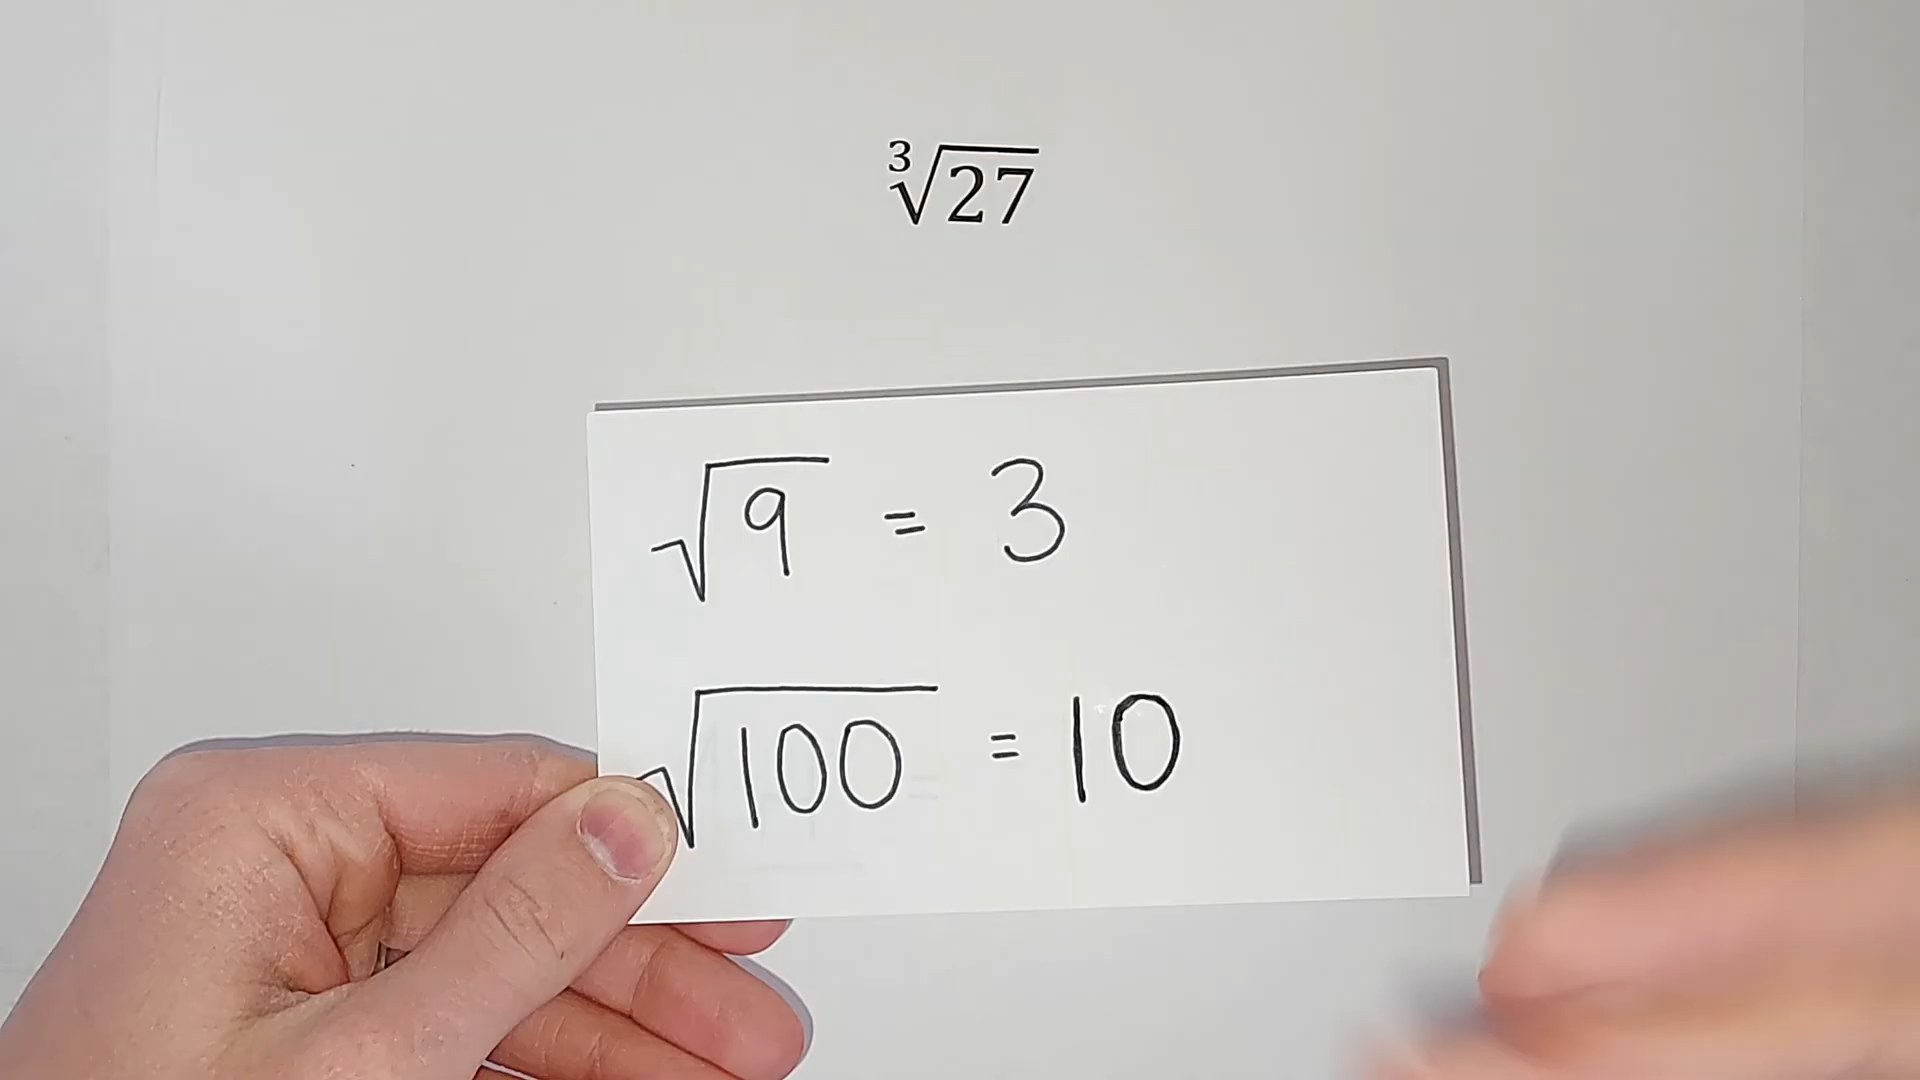 ∛27
√9 = 3
√100 = 10